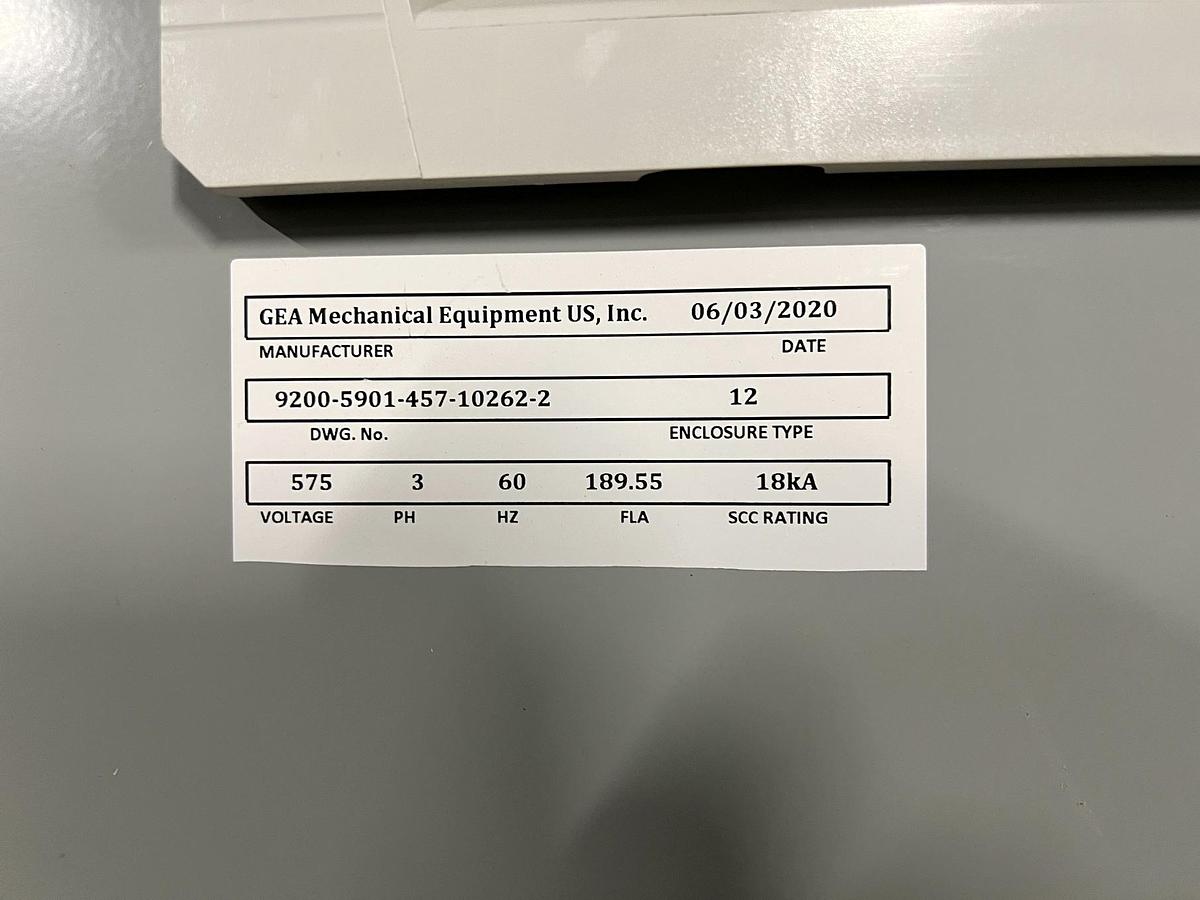 GEA Mechanical Equipment US, Inc. 06/03/2020
MANUFACTURER DATE
9200-5901-457-10262-2 12
DWG. No. ENCLOSURE TYPE
575 3 60 189.55 18kA
VOLTAGE PH HZ FLA SCC RATING